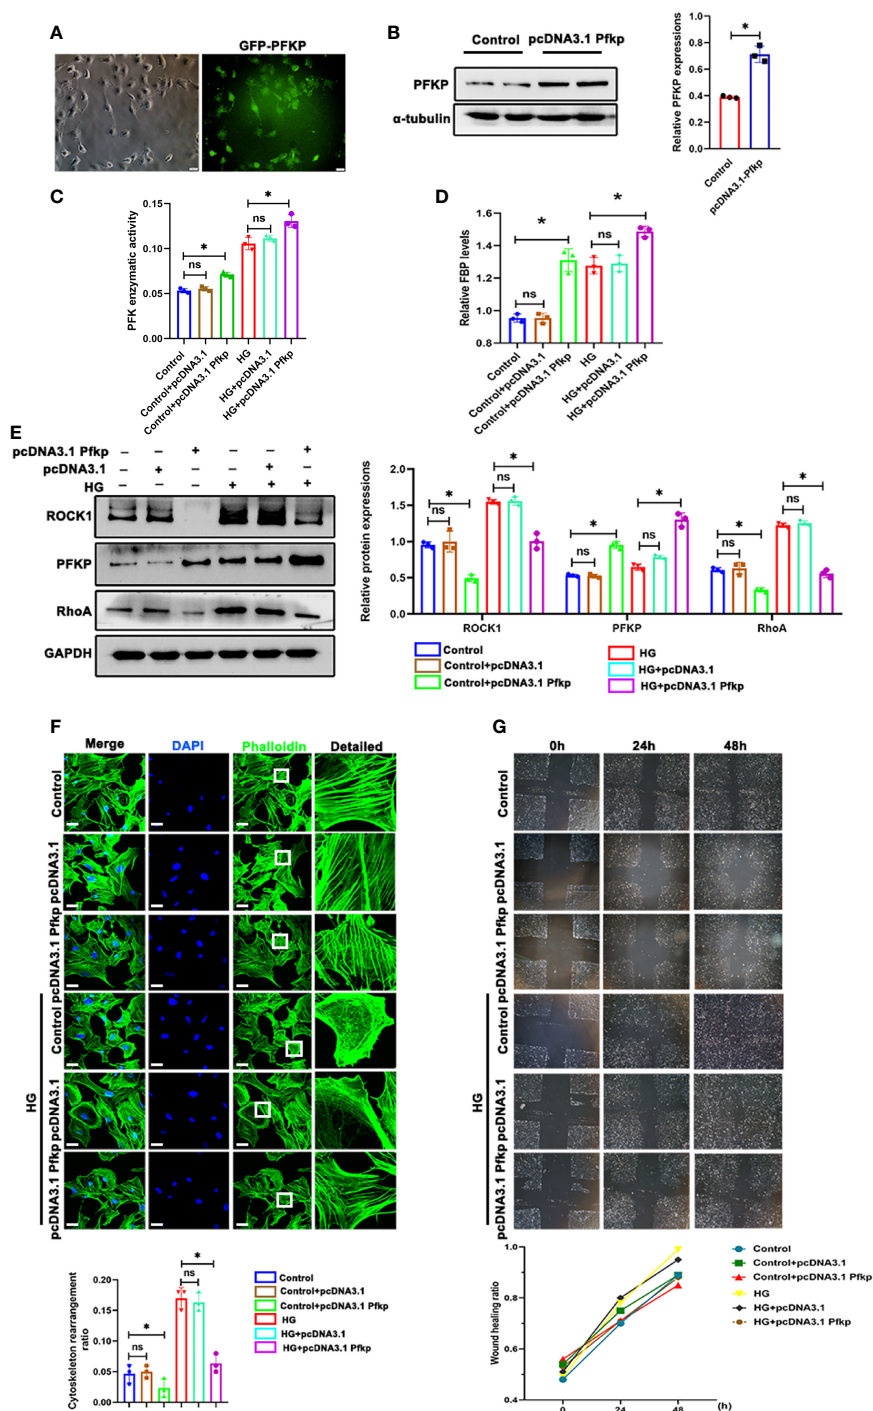 A
GFP-PFKP
B
Control pcDNA3.1 Pfkp
PFKP
α-tubulin
Relative PFKP expressions
1.0
0.8
0.6
0.4
0.2
0.0
*
Control
pcDNA3.1-Pfkp
C
PFK enzymatic activity
0.15
0.10
0.05
0.00
ns
*
ns
*
Control
Control+pcDNA3.1
Control+pcDNA3.1 Pfkp
HG
HG+pcDNA3.1
HG+pcDNA3.1 Pfkp
D
Relative FBP levels
1.6
1.4
1.2
1.0
0.8
ns
*
ns
*
Control
Control+pcDNA3.1
Control+pcDNA3.1 Pfkp
HG
HG+pcDNA3.1
HG+pcDNA3.1 Pfkp
E
pcDNA3.1 Pfkp – – + – – +
pcDNA3.1 – + – – + –
HG – – – + + +
ROCK1
PFKP
RhoA
GAPDH
Relative protein expressions
2.0
1.5
1.0
0.5
0.0
ns
*
ns
*
ns
*
ns
*
ns
*
ns
*
ROCK1 PFKP RhoA
Control
Control+pcDNA3.1
Control+pcDNA3.1 Pfkp
HG
HG+pcDNA3.1
HG+pcDNA3.1 Pfkp
F
Merge DAPI Phalloidin Detailed
Control
pcDNA3.1
pcDNA3.1 Pfkp
HG
Control
pcDNA3.1
pcDNA3.1 Pfkp
Cytoskeleton rearrangement
ratio
0.20
0.15
0.10
0.05
0.00
ns
*
ns
*
Control
Control+pcDNA3.1
Control+pcDNA3.1 Pfkp
HG
HG+pcDNA3.1
HG+pcDNA3.1 Pfkp
G
0h 24h 48h
Control
pcDNA3.1
pcDNA3.1 Pfkp
HG
Control
pcDNA3.1
pcDNA3.1 Pfkp
Wound healing ratio
1.0
0.8
0.6
0.4
0 24 48 (h)
Control
Control+pcDNA3.1
Control+pcDNA3.1 Pfkp
HG
HG+pcDNA3.1
HG+pcDNA3.1 Pfkp